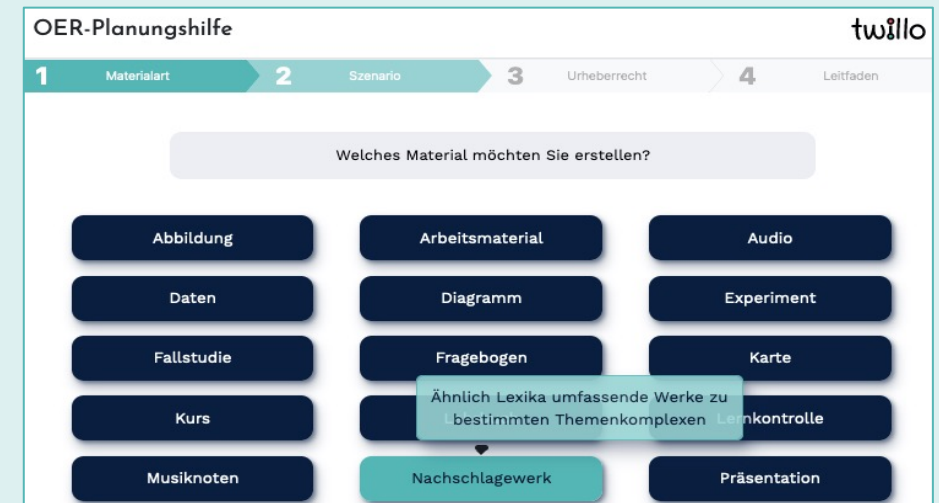 OER-Planungshilfe
twillo
1 Materialart 2 Szenario 3 Urheberrecht 4 Leitfaden
Welches Material möchten Sie erstellen?
Abbildung Arbeitsmaterial Audio
Daten Diagramm Experiment
Fallstudie Fragebogen Karte
Ähnlich Lexika umfassende Werke zu
bestimmten Themenkomplexen
Kurs Lernkontrolle
Musiknoten Nachschlagewerk Präsentation